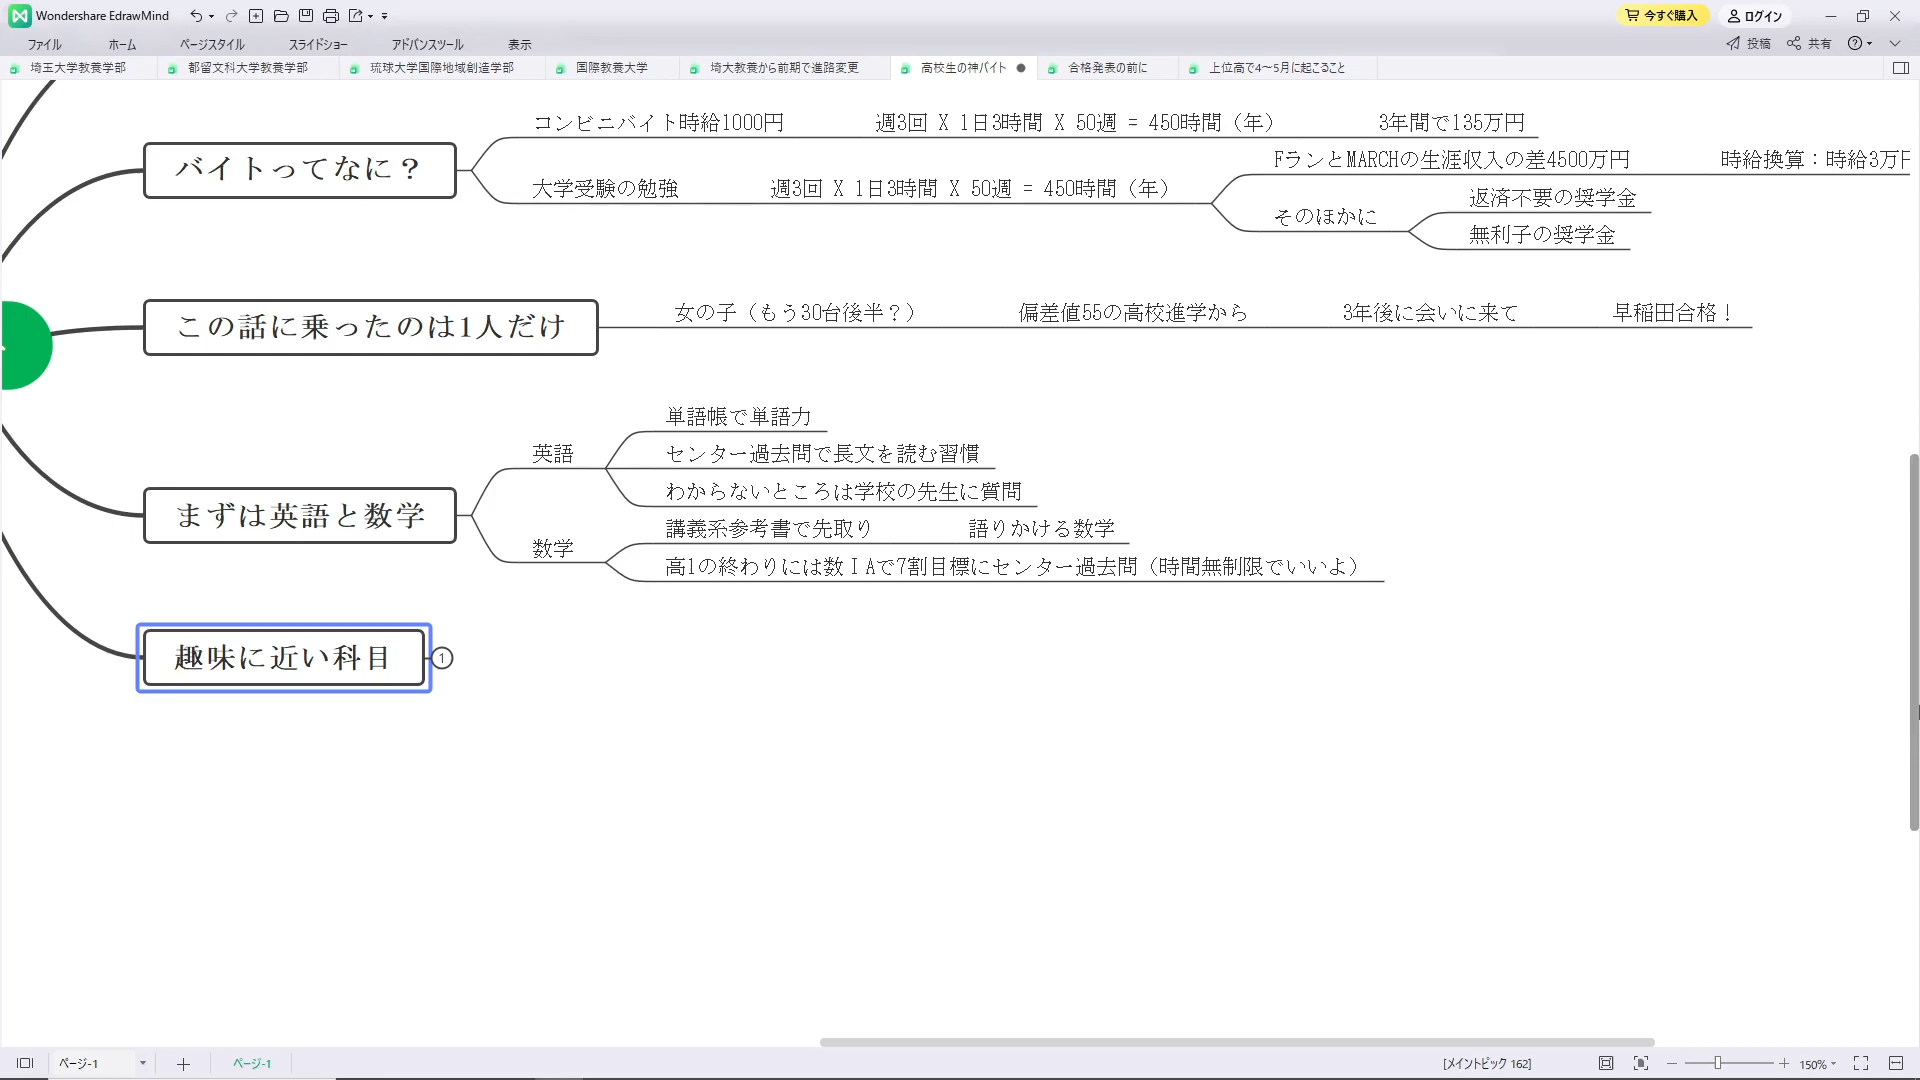 Wondershare EdrawMind
今すぐ購入
ログイン
ファイル ホーム ページスタイル スライドショー アドバンスツール 表示
投稿 共有
埼玉大学教養学部 都留文科大学教養学部 琉球大学国際地域創造学部 国際教養大学 埼大教養から前期で進路変更 高校生の神バイト 合格発表の前に 上位高で4～5月に起こること
バイトってなに？
コンビニバイト時給1000円 週3回 X 1日3時間 X 50週 = 450時間（年） 3年間で135万円
大学受験の勉強 週3回 X 1日3時間 X 50週 = 450時間（年）
FランとMARCHの生涯収入の差4500万円 時給換算：時給3万円
そのほかに
返済不要の奨学金
無利子の奨学金
この話に乗ったのは1人だけ
女の子（もう30台後半？） 偏差値55の高校進学から 3年後に会いに来て 早稲田合格！
まずは英語と数学
英語
単語帳で単語力
センター過去問で長文を読む習慣
わからないところは学校の先生に質問
数学
講義系参考書で先取り 語りかける数学
高1の終わりには数ⅠAで7割目標にセンター過去問（時間無制限でいいよ）
趣味に近い科目
1
ページ-1 ページ-1
[メイントピック 162]
150%